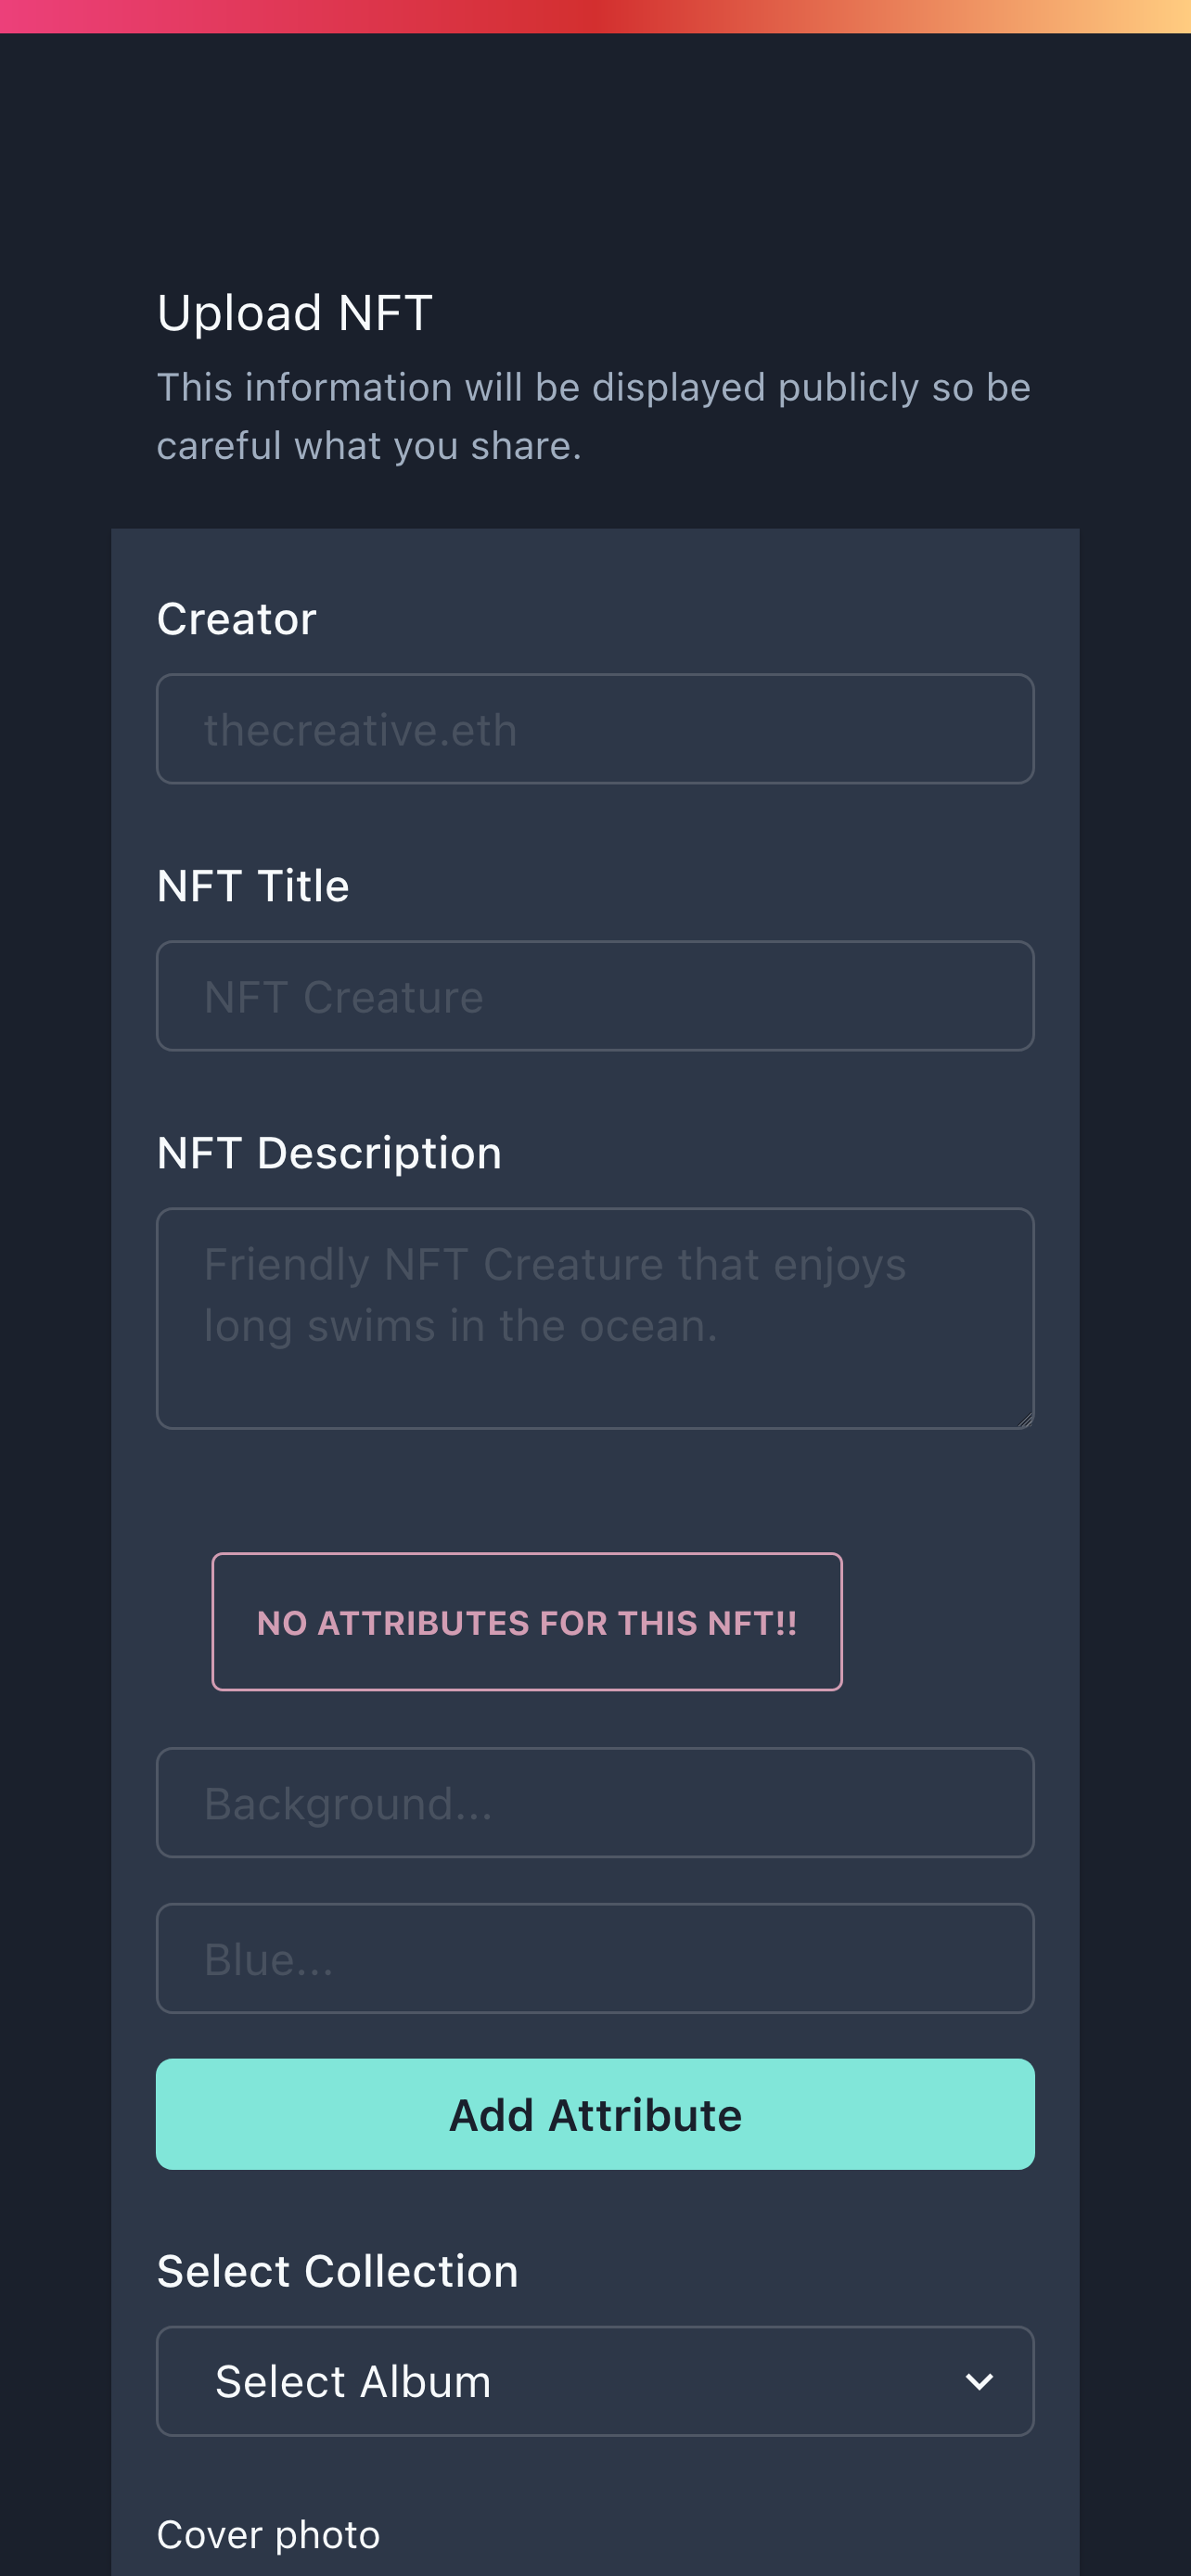 Upload NFT
This information will be displayed publicly so be
careful what you share.
Creator
thecreative.eth
NFT Title
NFT Creature
NFT Description
Friendly NFT Creature that enjoys
long swims in the ocean.
NO ATTRIBUTES FOR THIS NFT!!
Background...
Blue...
Add Attribute
Select Collection
Select Album
Cover photo